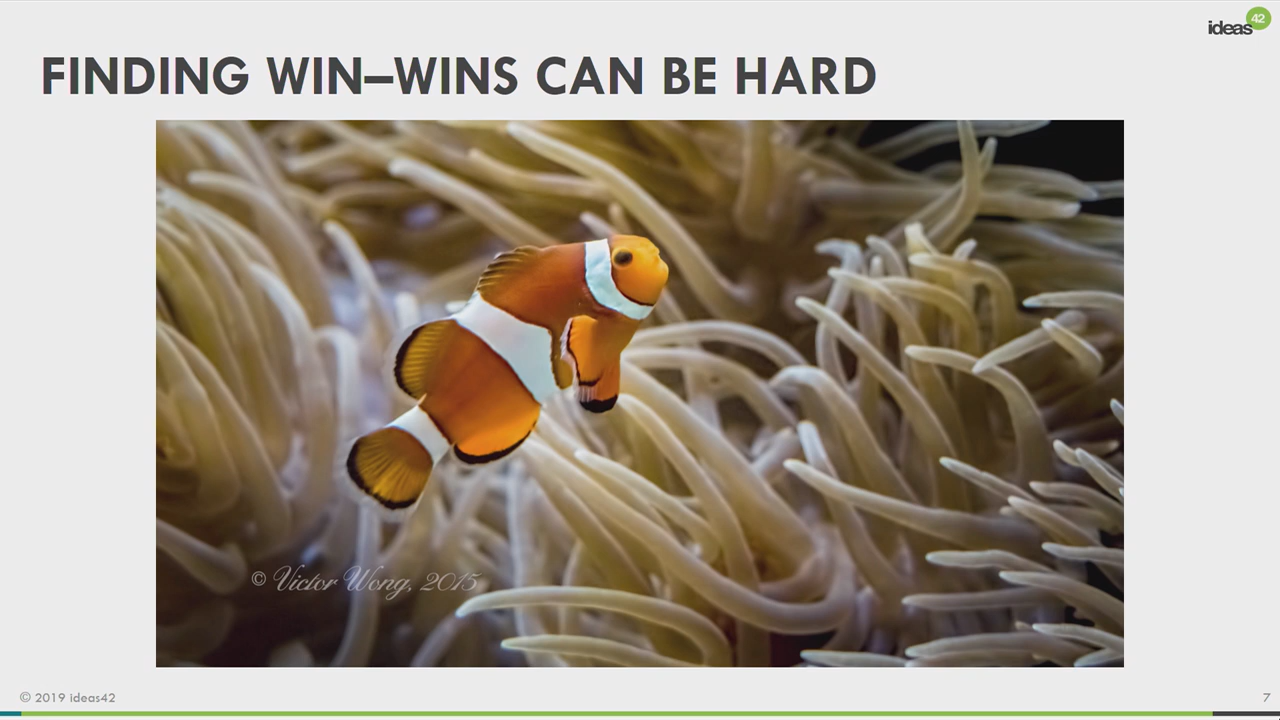 ideas42
FINDING WIN–WINS CAN BE HARD
© Victor Wong, 2015
© 2019 ideas42
7